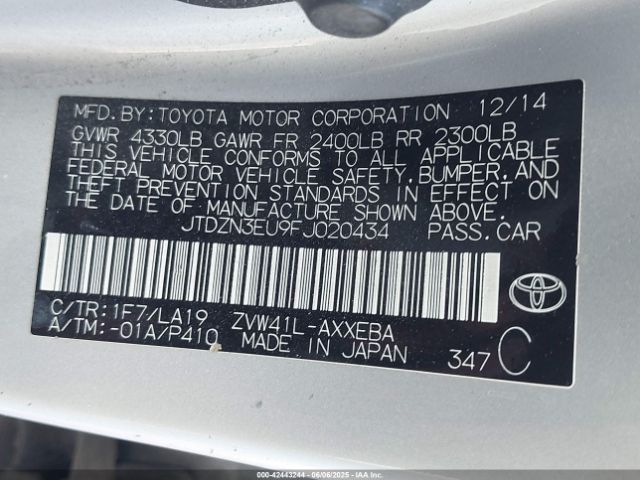 MFD. BY: TOYOTA MOTOR CORPORATION 12/14
GVWR 4330LB GAWR FR 2400LB RR 2300LB
THIS VEHICLE CONFORMS TO ALL APPLICABLE
FEDERAL MOTOR VEHICLE SAFETY, BUMPER, AND
THEFT PREVENTION STANDARDS IN EFFECT ON
THE DATE OF MANUFACTURE SHOWN ABOVE.
JTDZN3EU9FJ020434 PASS. CAR
C/TR: 1F7/LA19 ZVW41L-AXXEBA
A/TM: -01A/P410 MADE IN JAPAN 347 C
000-42443244 - 06/06/2025 - IAAI.COM